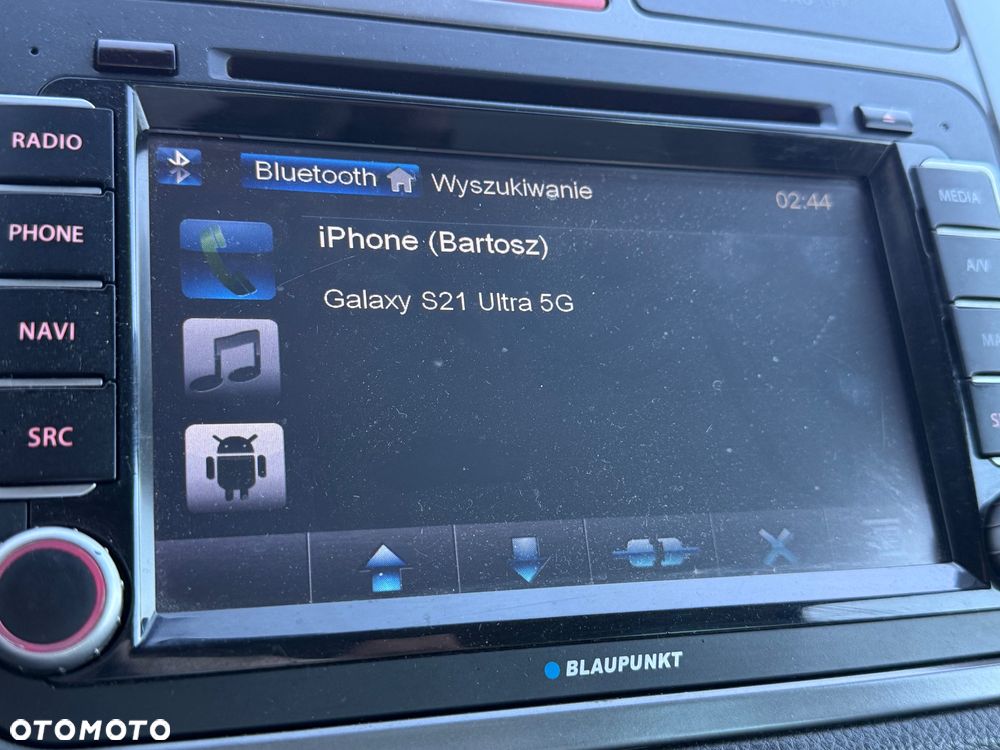 RADIO
PHONE
NAVI
SRC
Bluetooth
Wyszukiwanie
02:44
iPhone (Bartosz)
Galaxy S21 Ultra 5G
MEDIA
A/V
BLAUPUNKT
OTOMOTO